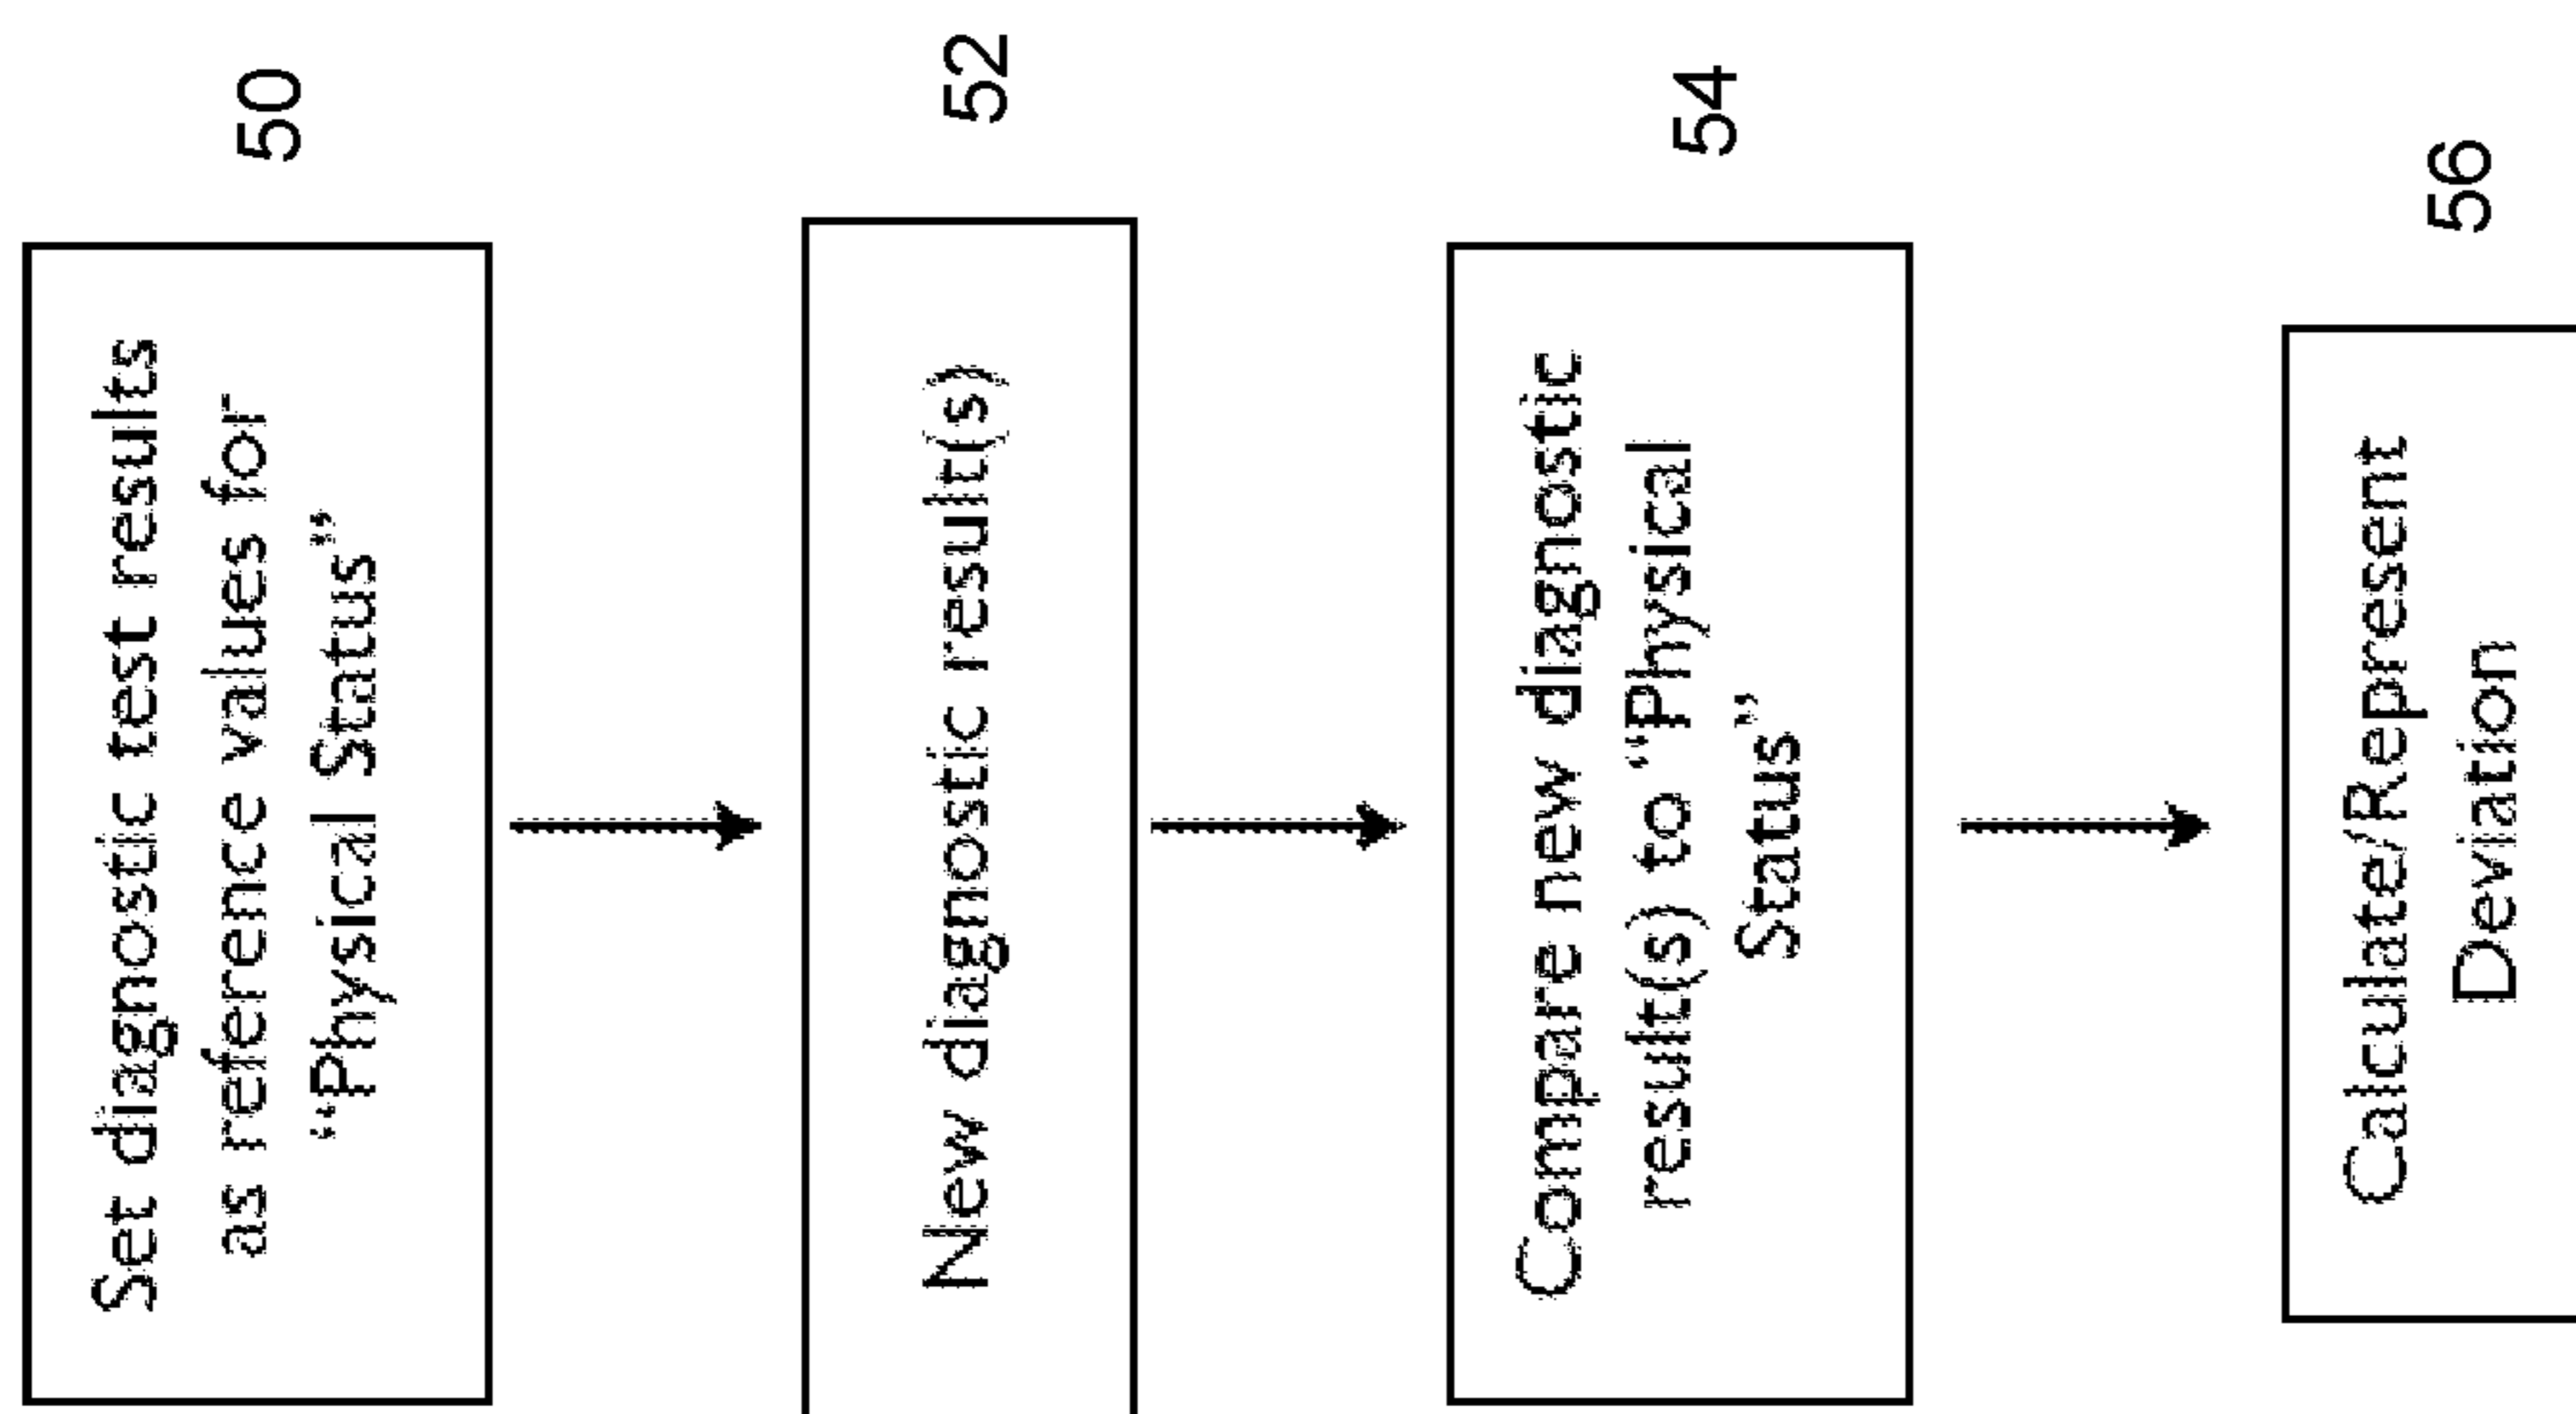 Set diagnostic test results
as reference values for
“Physical Status”
50
New diagnostic result(s)
52
Compare new diagnostic
result(s) to “Physical
Status”
54
Calculate/Represent
Deviation
56